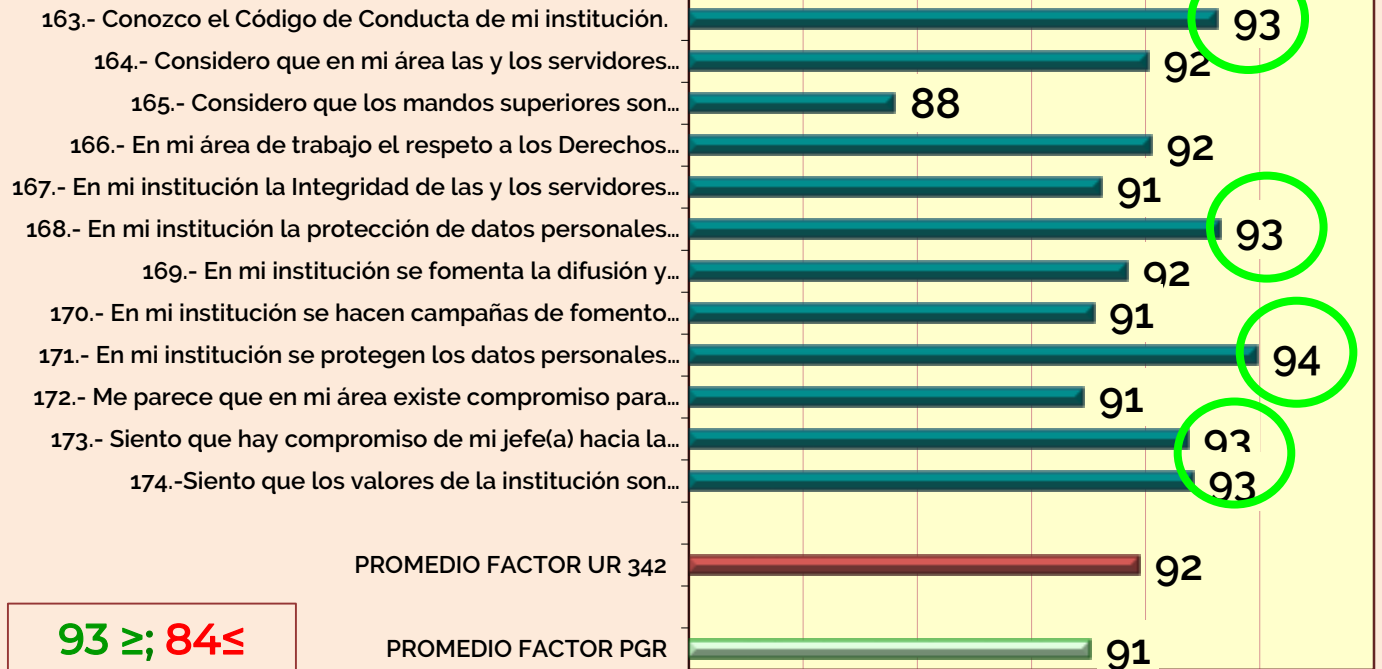 163.- Conozco el Código de Conducta de mi institución. 93
164.- Considero que en mi área las y los servidores... 92
165.- Considero que los mandos superiores son... 88
166.- En mi área de trabajo el respeto a los Derechos... 92
167.- En mi institución la Integridad de las y los servidores... 91
168.- En mi institución la protección de datos personales... 93
169.- En mi institución se fomenta la difusión y... 92
170.- En mi institución se hacen campañas de fomento... 91
171.- En mi institución se protegen los datos personales... 94
172.- Me parece que en mi área existe compromiso para... 91
173.- Siento que hay compromiso de mi jefe(a) hacia la... 93
174.-Siento que los valores de la institución son... 93
PROMEDIO FACTOR UR 342 92
93 ≥; 84≤
PROMEDIO FACTOR PGR 91